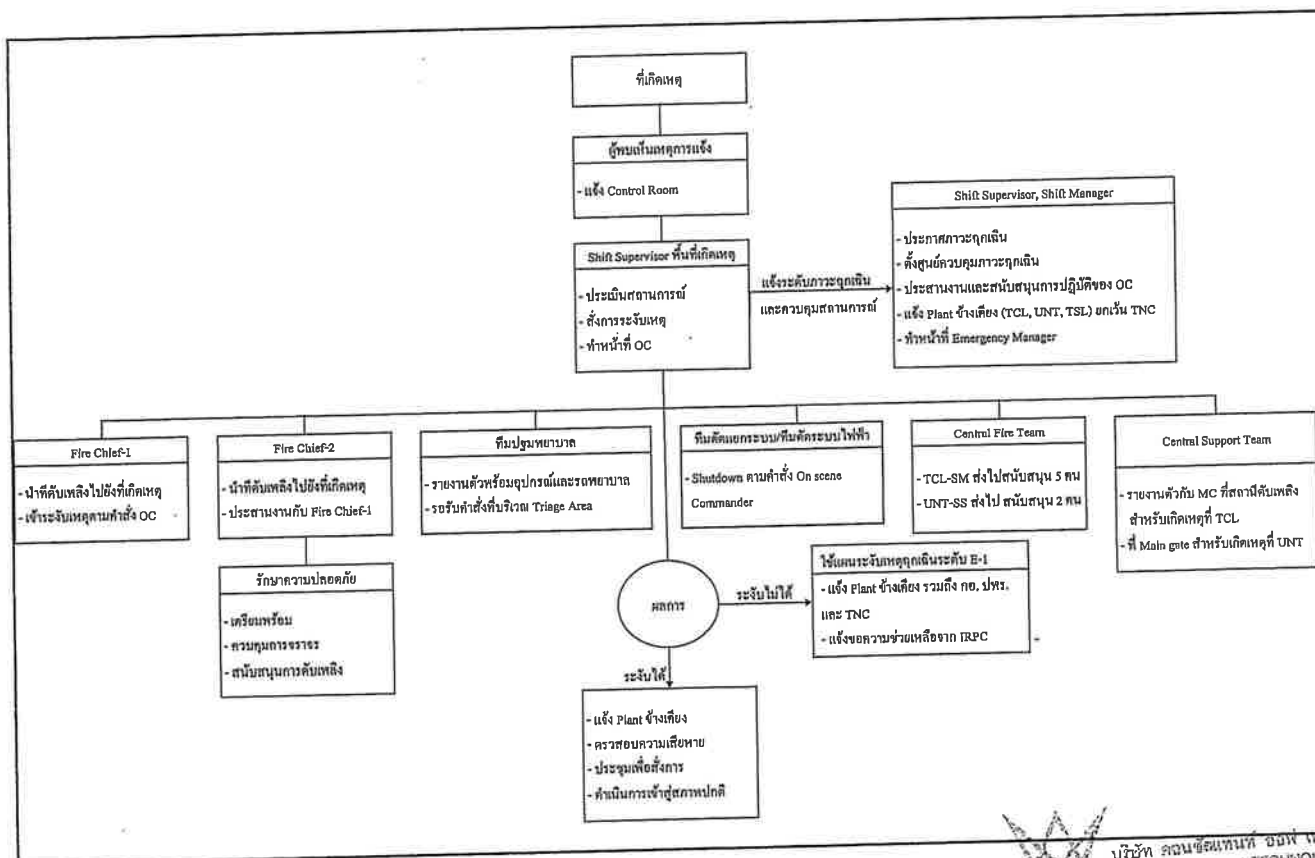 ที่เกิดเหตุ
ผู้พบเห็นเหตุการแจ้ง
- แจ้ง Control Room
Shift Supervisor พื้นที่เกิดเหตุ
- ประเมินสถานการณ์
- สั่งการระงับเหตุ
- ทำหน้าที่ OC
แจ้งระดับภาวะฉุกเฉิน
และควบคุมสถานการณ์
Shift Supervisor, Shift Manager
- ประกาศภาวะฉุกเฉิน
- ตั้งศูนย์ควบคุมภาวะฉุกเฉิน
- ประสานงานและสนับสนุนการปฏิบัติของ OC
- แจ้ง Plant ข้างเคียง (TCL, UNT, TSL) ยกเว้น TNC
- ทำหน้าที่ Emergency Manager
Fire Chief-1
- นำทีดับเพลิงไปยังที่เกิดเหตุ
- เข้าระงับเหตุตามคำสั่ง OC
Fire Chief-2
- นำทีดับเพลิงไปยังที่เกิดเหตุ
- ประสานงานกับ Fire Chief-1
รักษาความปลอดภัย
- เตรียมพร้อม
- ควบคุมการจราจร
- สนับสนุนการดับเพลิง
ทีมปฐมพยาบาล
- รายงานตัวพร้อมอุปกรณ์และรถพยาบาล
- รอรับคำสั่งที่บริเวณ Triage Area
ทีมตัดแยกระบบ/ทีมตัดระบบไฟฟ้า
- Shutdown ตามคำสั่ง On scene
Commander
Central Fire Team
- TCL-SM ส่งไปสนับสนุน 5 คน
- UNT-SS ส่งไป สนับสนุน 2 คน
Central Support Team
- รายงานตัวกับ MC ที่สถานีดับเพลิง
สำหรับเกิดเหตุที่ TCL
- ที่ Main gate สำหรับเกิดเหตุที่ UNT
ผลการ
ระงับไม่ได้
ใช้แผนระงับเหตุฉุกเฉินระดับ E-1
- แจ้ง Plant ข้างเคียง รวมถึง กอ. ปพร.
และ TNC
- แจ้งขอความช่วยเหลือจาก IRPC
ระงับได้
- แจ้ง Plant ข้างเคียง
- ตรวสอบความเสียหาย
- ประชุมเพื่อสั่งการ
- ดำเนินการเข้าสู่สภาพปกติ
บริษัท คอนซัลแทนท์ ออฟ